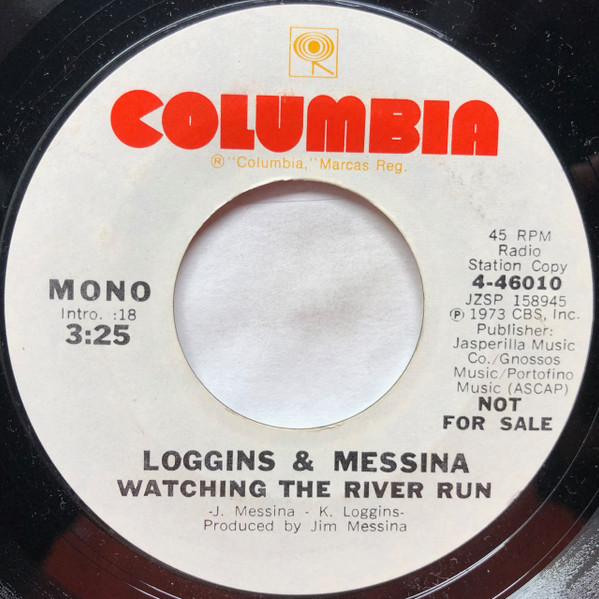 COLUMBIA
® "Columbia," Marcas Reg.
MONO
Intro. :18
3:25
45 RPM
Radio
Station Copy
4-46010
JZSP 158945
℗ 1973 CBS, Inc.
Publisher:
Jasperilla Music
Co./Gnossos
Music/Portofino
Music (ASCAP)
NOT
FOR SALE
LOGGINS & MESSINA
WATCHING THE RIVER RUN
-J. Messina - K. Loggins-
Produced by Jim Messina